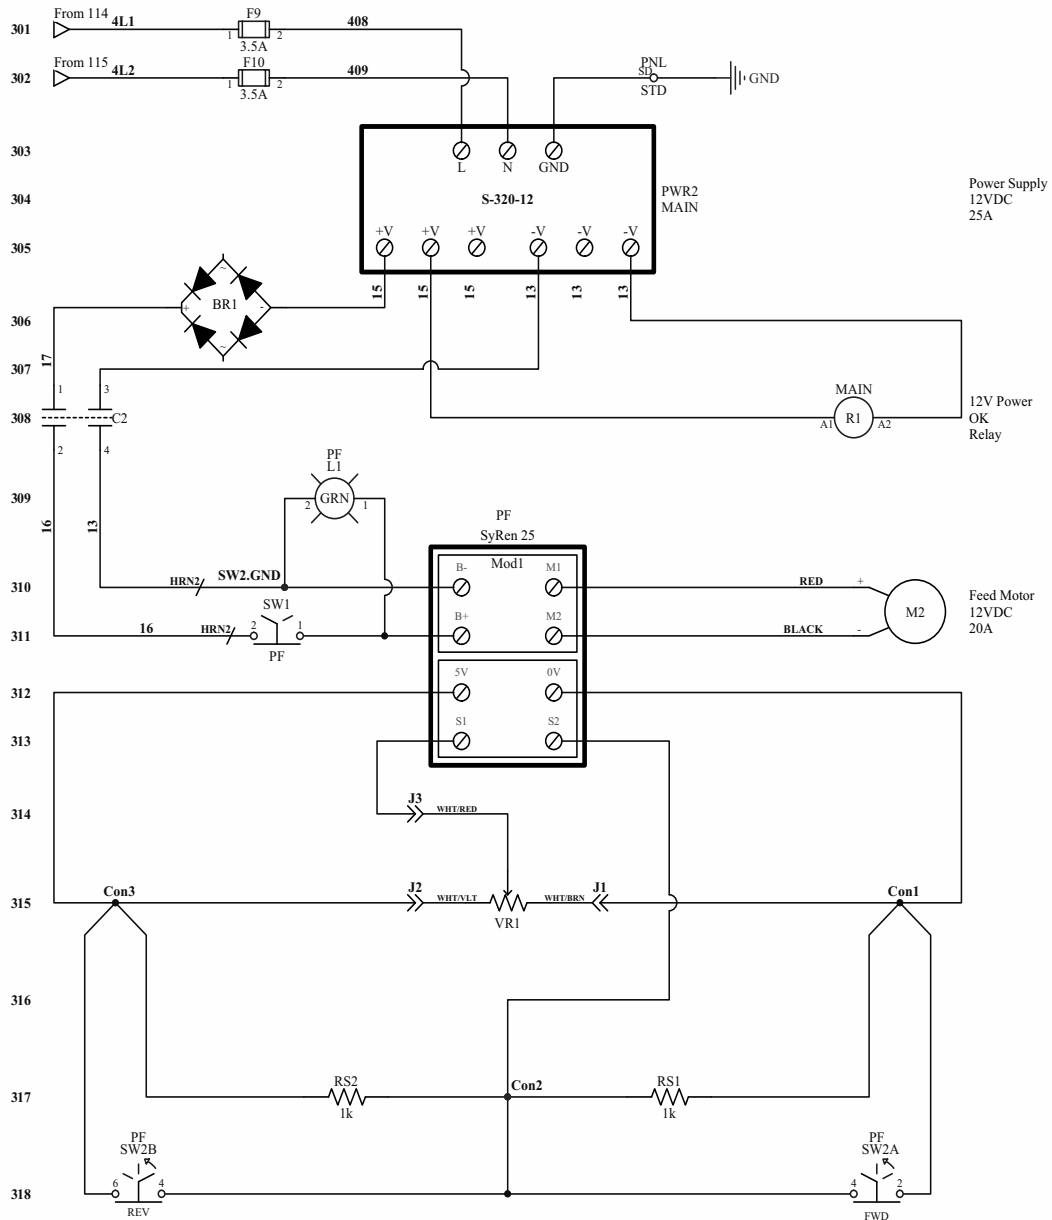 From 114
4L1
F9
408
301
1
2
3.5A
From 115
4L2
F10
409
PNL
SD
302
1
2
GND
3.5A
STD
303
L
N
GND
304
S-320-12
PWR2
MAIN
Power Supply
12VDC
25A
+V
+V
+V
-V
-V
-V
305
15
15
15
13
13
13
~
+
BR1
-
~
306
17
307
1
3
MAIN
308
C2
A1
R1
A2
12V Power
OK
Relay
2
4
PF
L1
309
2
GRN
1
16
13
PF
SyRen 25
Mod1
B-
M1
310
HRN2
SW2.GND
RED
+
SW1
B+
M2
M2
Feed Motor
12VDC
20A
311
16
HRN2
2
1
BLACK
-
PF
5V
0V
312
S1
S2
313
J3
WHT/RED
314
Con3
J2
WHT/VLT
WHT/BRN
J1
Con1
315
VR1
316
RS2
Con2
RS1
317
1k
1k
PF
SW2B
PF
SW2A
6
4
4
2
318
REV
FWD